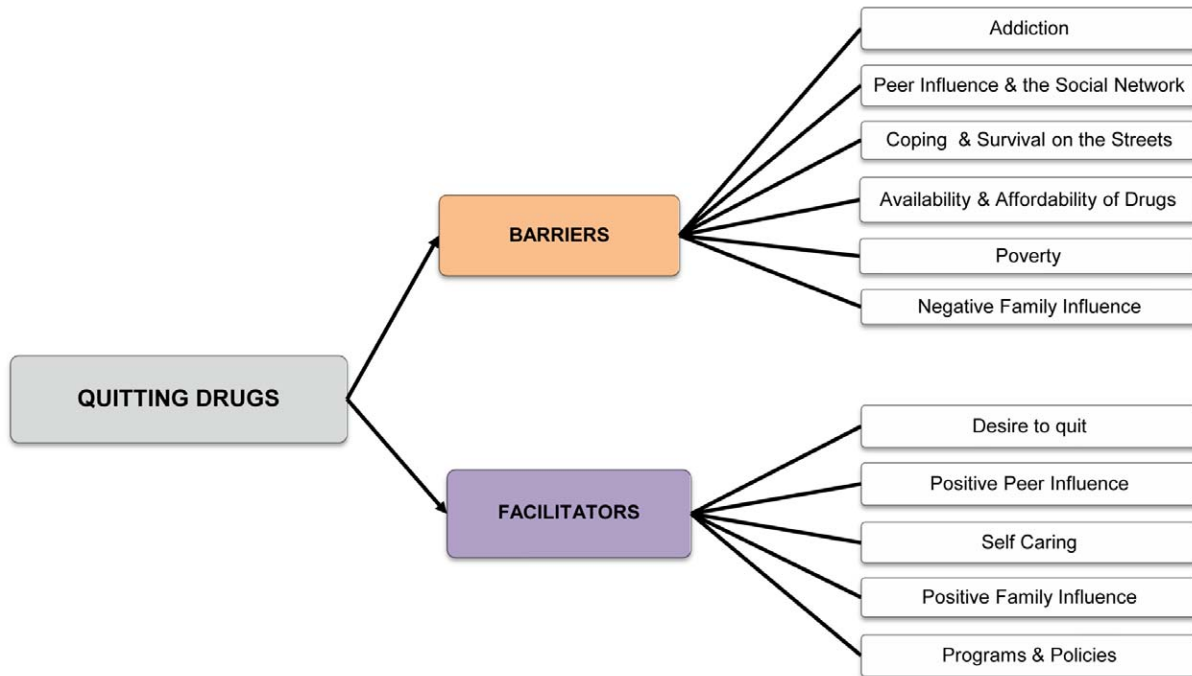 Addiction
Peer Influence & the Social Network
Coping & Survival on the Streets
Availability & Affordability of Drugs
BARRIERS
Poverty
Negative Family Influence
QUITTING DRUGS
Desire to quit
Positive Peer Influence
FACILITATORS
Self Caring
Positive Family Influence
Programs & Policies